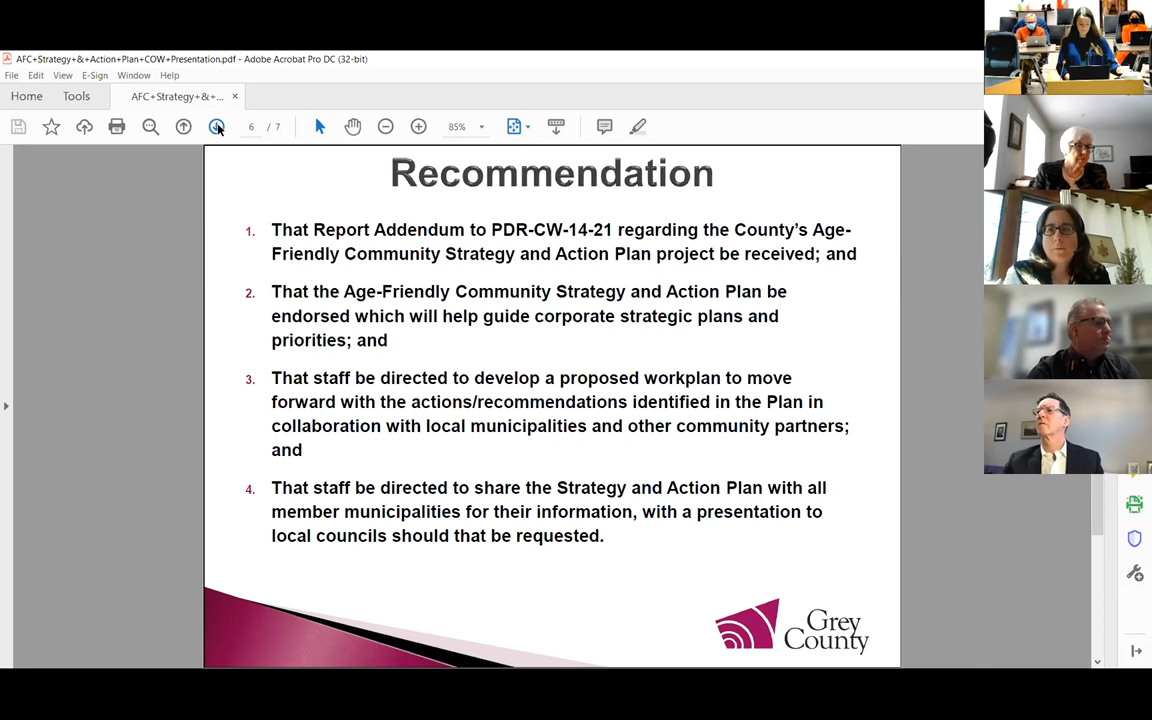 AFC+Strategy+&+Action+Plan+COW+Presentation.pdf - Adobe Acrobat Pro DC (32-bit)
File Edit View E-Sign Window Help
Home Tools AFC+Strategy+&+... ×
6 / 7 85%
Recommendation
1. That Report Addendum to PDR-CW-14-21 regarding the County's Age-
Friendly Community Strategy and Action Plan project be received; and
2. That the Age-Friendly Community Strategy and Action Plan be
endorsed which will help guide corporate strategic plans and
priorities; and
3. That staff be directed to develop a proposed workplan to move
forward with the actions/recommendations identified in the Plan in
collaboration with local municipalities and other community partners;
and
4. That staff be directed to share the Strategy and Action Plan with all
member municipalities for their information, with a presentation to
local councils should that be requested.
Grey
County